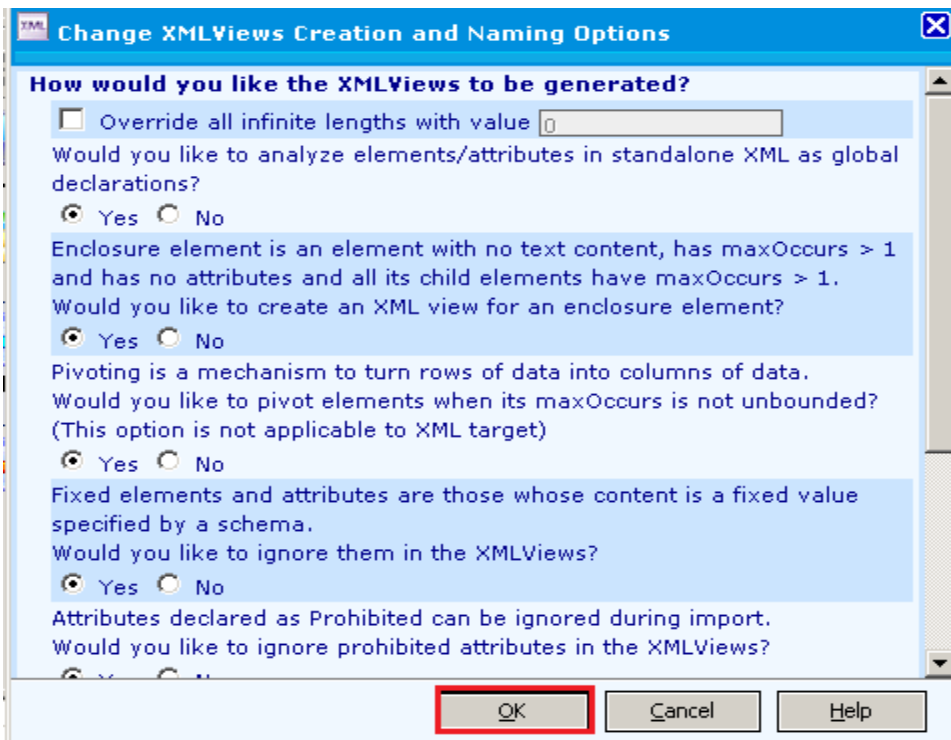 XML Change XMLViews Creation and Naming Options
How would you like the XMLViews to be generated?
Override all infinite lengths with value 0
Would you like to analyze elements/attributes in standalone XML as global
declarations?
Yes No
Enclosure element is an element with no text content, has maxOccurs > 1
and has no attributes and all its child elements have maxOccurs > 1.
Would you like to create an XML view for an enclosure element?
Yes No
Pivoting is a mechanism to turn rows of data into columns of data.
Would you like to pivot elements when its maxOccurs is not unbounded?
(This option is not applicable to XML target)
Yes No
Fixed elements and attributes are those whose content is a fixed value
specified by a schema.
Would you like to ignore them in the XMLViews?
Yes No
Attributes declared as Prohibited can be ignored during import.
Would you like to ignore prohibited attributes in the XMLViews?
OK Cancel Help